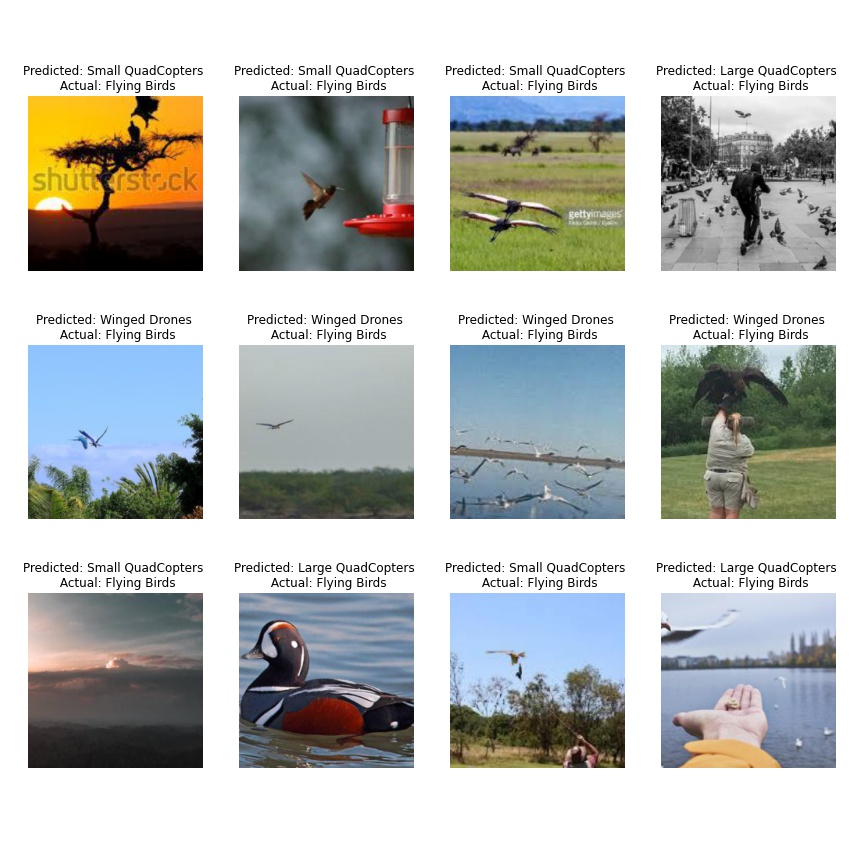 Predicted: Small QuadCopters
Actual: Flying Birds
Predicted: Small QuadCopters
Actual: Flying Birds
Predicted: Small QuadCopters
Actual: Flying Birds
Predicted: Large QuadCopters
Actual: Flying Birds
shutterstock
gettyimages
Predicted: Winged Drones
Actual: Flying Birds
Predicted: Winged Drones
Actual: Flying Birds
Predicted: Winged Drones
Actual: Flying Birds
Predicted: Winged Drones
Actual: Flying Birds
Predicted: Small QuadCopters
Actual: Flying Birds
Predicted: Large QuadCopters
Actual: Flying Birds
Predicted: Small QuadCopters
Actual: Flying Birds
Predicted: Large QuadCopters
Actual: Flying Birds